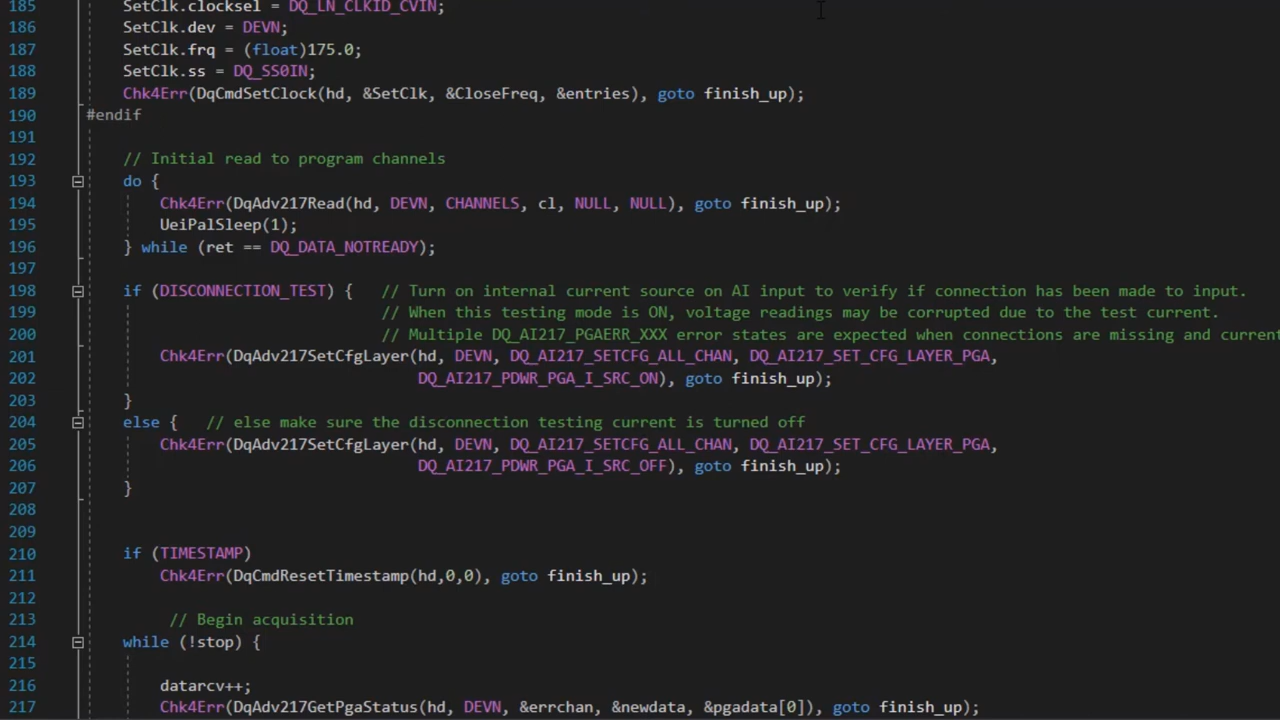 185 SetClk.clocksel = DQ_LN_CLKID_CVIN;
186 SetClk.dev = DEVN;
187 SetClk.frq = (float)175.0;
188 SetClk.ss = DQ_SS0IN;
189 Chk4Err(DqCmdSetClock(hd, &SetClk, &CloseFreq, &entries), goto finish_up);
190 #endif
191
192 // Initial read to program channels
193 do {
194 Chk4Err(DqAdv217Read(hd, DEVN, CHANNELS, cl, NULL, NULL), goto finish_up);
195 UeiPalSleep(1);
196 } while (ret == DQ_DATA_NOTREADY);
197
198 if (DISCONNECTION_TEST) { // Turn on internal current source on AI input to verify if connection has been made to input.
199 // When this testing mode is ON, voltage readings may be corrupted due to the test current.
200 // Multiple DQ_AI217_PGAERR_XXX error states are expected when connections are missing and current
201 Chk4Err(DqAdv217SetCfgLayer(hd, DEVN, DQ_AI217_SETCFG_ALL_CHAN, DQ_AI217_SET_CFG_LAYER_PGA,
202 DQ_AI217_PDWR_PGA_I_SRC_ON), goto finish_up);
203 }
204 else { // else make sure the disconnection testing current is turned off
205 Chk4Err(DqAdv217SetCfgLayer(hd, DEVN, DQ_AI217_SETCFG_ALL_CHAN, DQ_AI217_SET_CFG_LAYER_PGA,
206 DQ_AI217_PDWR_PGA_I_SRC_OFF), goto finish_up);
207 }
208
209
210 if (TIMESTAMP)
211 Chk4Err(DqCmdResetTimestamp(hd,0,0), goto finish_up);
212
213 // Begin acquisition
214 while (!stop) {
215
216 datarcv++;
217 Chk4Err(DqAdv217GetPgaStatus(hd, DEVN, &errchan, &newdata, &pgadata[0]), goto finish_up);